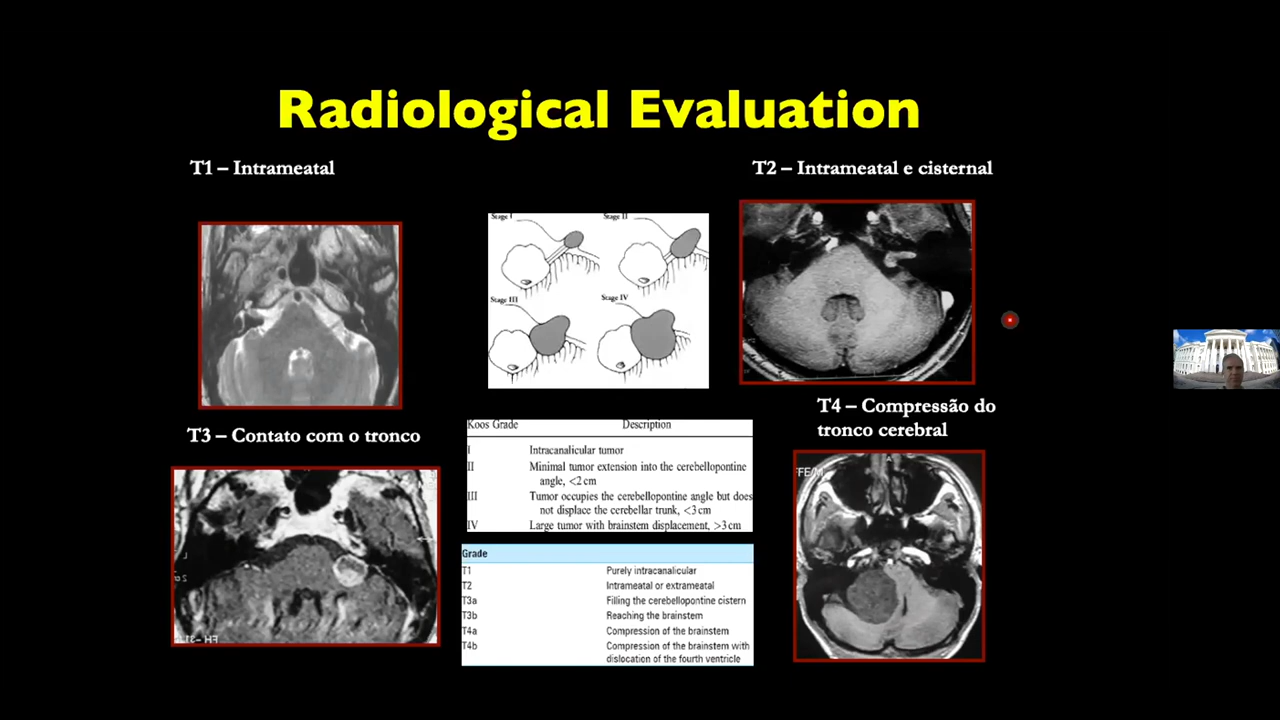 Radiological Evaluation
T1 – Intrameatal
T2 – Intrameatal e cisternal
Stage I
Stage II
Stage III
Stage IV
T3 – Contato com o tronco
T4 – Compressão do
tronco cerebral
Koos Grade Description
I Intracanalicular tumor
II Minimal tumor extension into the cerebellopontine
angle, <2 cm
III Tumor occupies the cerebellopontine angle but does
not displace the cerebellar trunk, <3 cm
IV Large tumor with brainstem displacement, >3 cm
Grade
T1 Purely intracanalicular
T2 Intrameatal or extrameatal
T3a Filling the cerebellopontine cistern
T3b Reaching the brainstem
T4a Compression of the brainstem
T4b Compression of the brainstem with
dislocation of the fourth ventricle
FFE/M